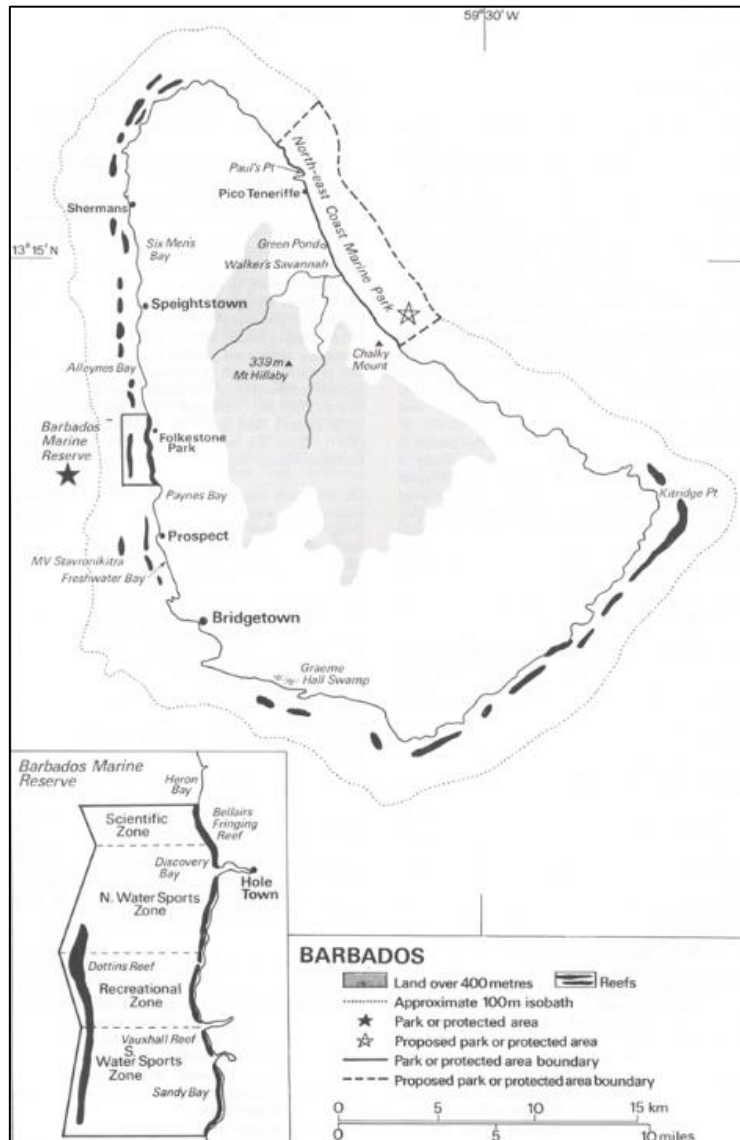 59°30' W
North-east Coast Marine Park
Paul's Pt
Pico Teneriffe
Shermans
13°15' N
Six Men's
Bay
Green Pond
Walker's Savannah
Speightstown
339m
Mt Hillaby
Chalky
Mount
Alleynes Bay
Barbados
Marine
Reserve
Folkestone
Park
Paynes Bay
Kitridge Pt
Prospect
MV Stavronikitra
Freshwater Bay
Bridgetown
Graeme
Hall Swamp
Barbados Marine
Reserve
Heron
Bay
Scientific
Zone
Bellairs
Fringing
Reef
Discovery
Bay
Hole
Town
N. Water Sports
Zone
Dottins Reef
Recreational
Zone
Vauxhall Reef
S.
Water Sports
Zone
Sandy Bay
BARBADOS
Land over 400 metres
Reefs
Approximate 100m isobath
Park or protected area
Proposed park or protected area
Park or protected area boundary
Proposed park or protected area boundary
0 5 10 15 km
0 5 10 miles